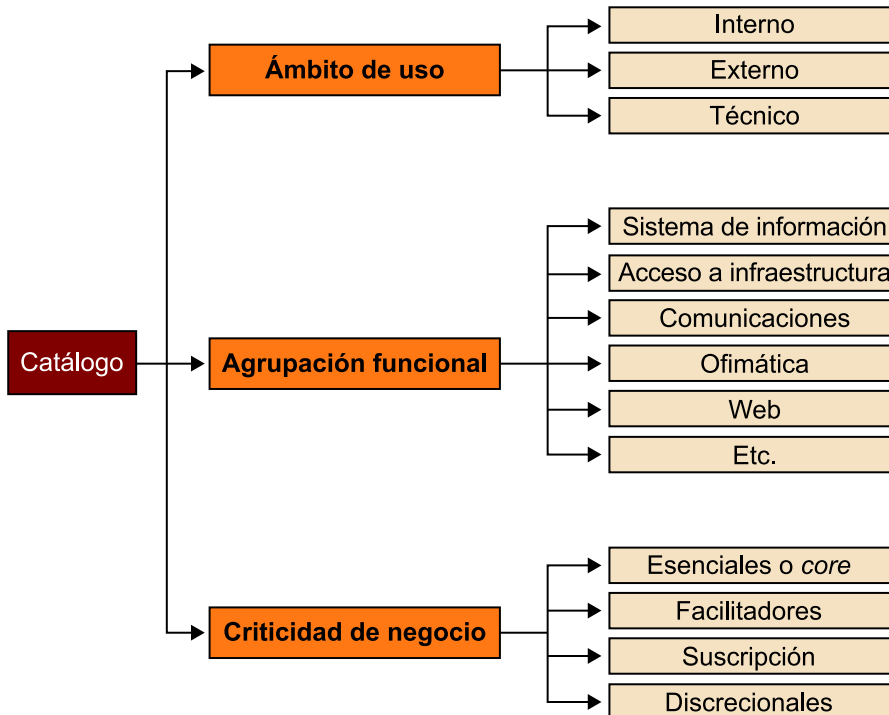 Catálogo
Ámbito de uso
Interno
Externo
Técnico
Agrupación funcional
Sistema de información
Acceso a infraestructura
Comunicaciones
Ofimática
Web
Etc.
Criticidad de negocio
Esenciales o core
Facilitadores
Suscripción
Discrecionales